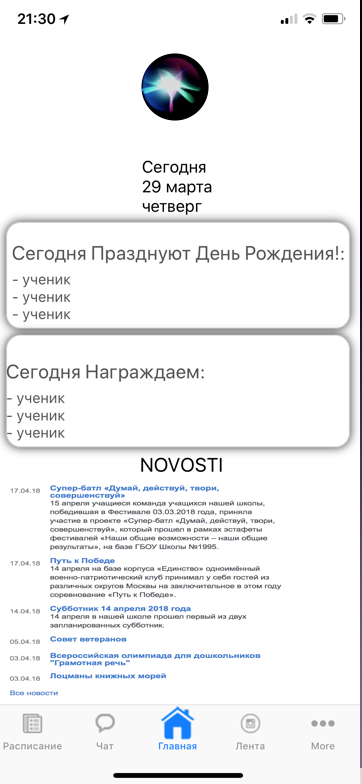 21:30
Сегодня
29 марта
четверг
Сегодня Празднуют День Рождения!:
- ученик
- ученик
- ученик
Сегодня Награждаем:
- ученик
- ученик
- ученик
NOVOSTI
17.04.18 Супер-батл «Думай, действуй, твори,
совершенствуй»
15 апреля учащиеся команда учащихся нашей школы,
победившая в Фестивале 03.03.2018 года, приняла
участие в проекте «Супер-батл «Думай, действуй, твори,
совершенствуй», который прошел в рамках эстафеты
фестивалей «Наши общие возможности – наши общие
результаты», на базе ГБОУ Школы №1995.
17.04.18 Путь к Победе
14 апреля на базе корпуса «Единство» одноимённый
военно-патриотический клуб принимал у себя гостей из
различных округов Москвы на заключительное в этом году
соревнование «Путь к Победе».
14.04.18 Субботник 14 апреля 2018 года
14 апреля в нашей школе прошел первый из двух
запланированных субботник.
05.04.18 Совет ветеранов
03.04.18 Всероссийская олимпиада для дошкольников
"Грамотная речь"
03.04.18 Лоцманы книжных морей
Все новости
Расписание Чат Главная Лента More